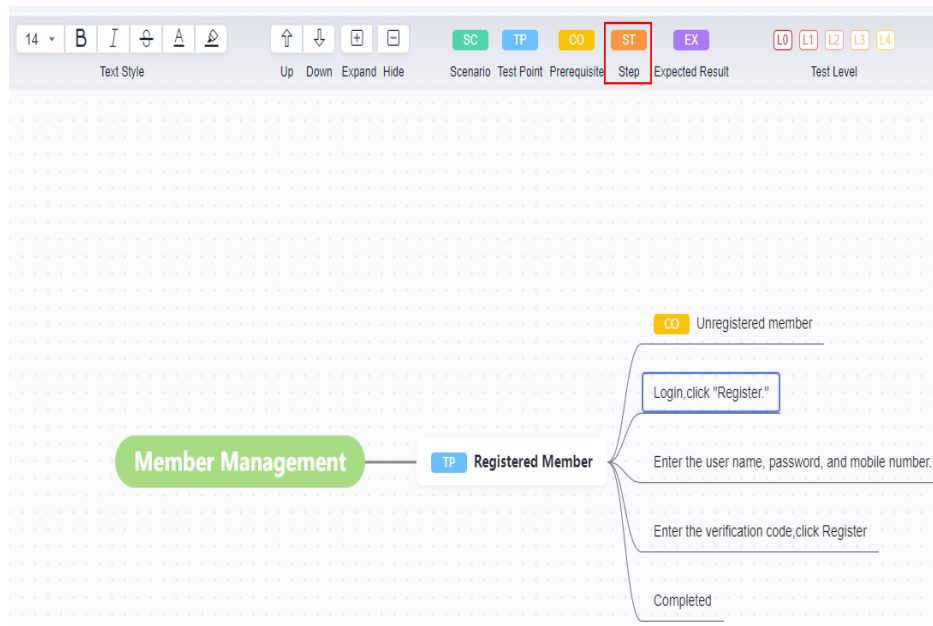 14 B I S A
SC TP CO ST EX L0 L1 L2 L3 L4
Text Style Up Down Expand Hide Scenario Test Point Prerequisite Step Expected Result Test Level
CO Unregistered member
Login,click "Register."
Member Management
TP Registered Member
Enter the user name, password, and mobile number.
Enter the verification code,click Register
Completed